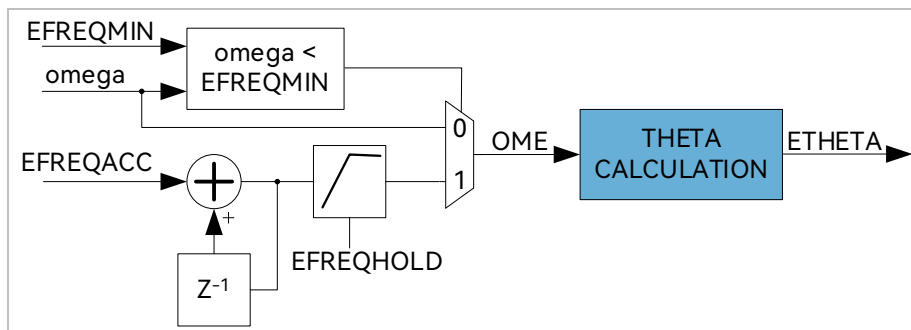 EFREQMIN
omega <
EFREQMIN
omega
0
OME
THETA
CALCULATION
ETHETA
EFREQACC
+
1
EFREQHOLD
Z-1